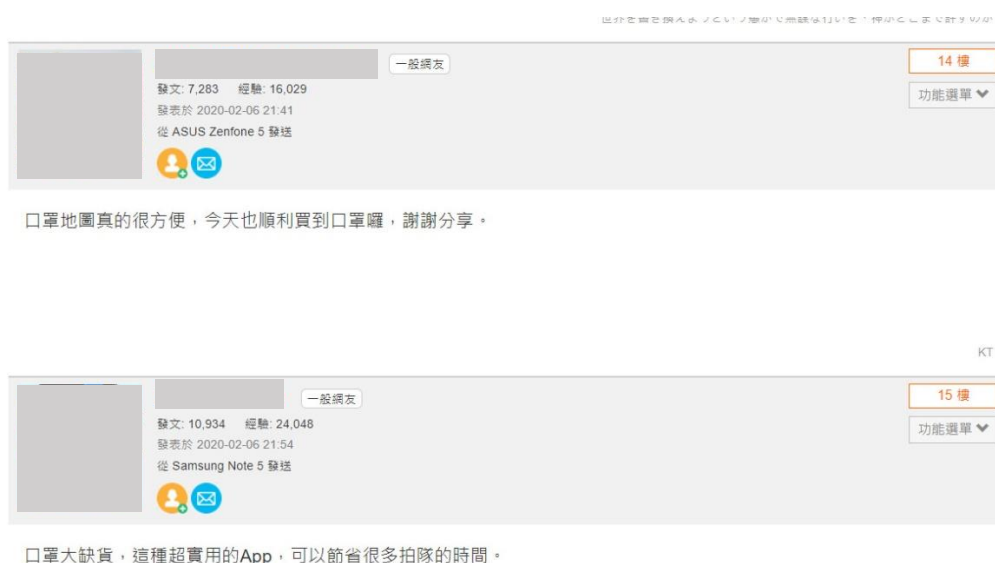 一般網友
14 樓
發文: 7,283 經驗: 16,029
功能選單
發表於 2020-02-06 21:41
從 ASUS Zenfone 5 發送
口罩地圖真的很方便，今天也順利買到口罩囉，謝謝分享。
KT
一般網友
15 樓
發文: 10,934 經驗: 24,048
功能選單
發表於 2020-02-06 21:54
從 Samsung Note 5 發送
口罩大缺貨，這種超實用的App，可以節省很多拍隊的時間。